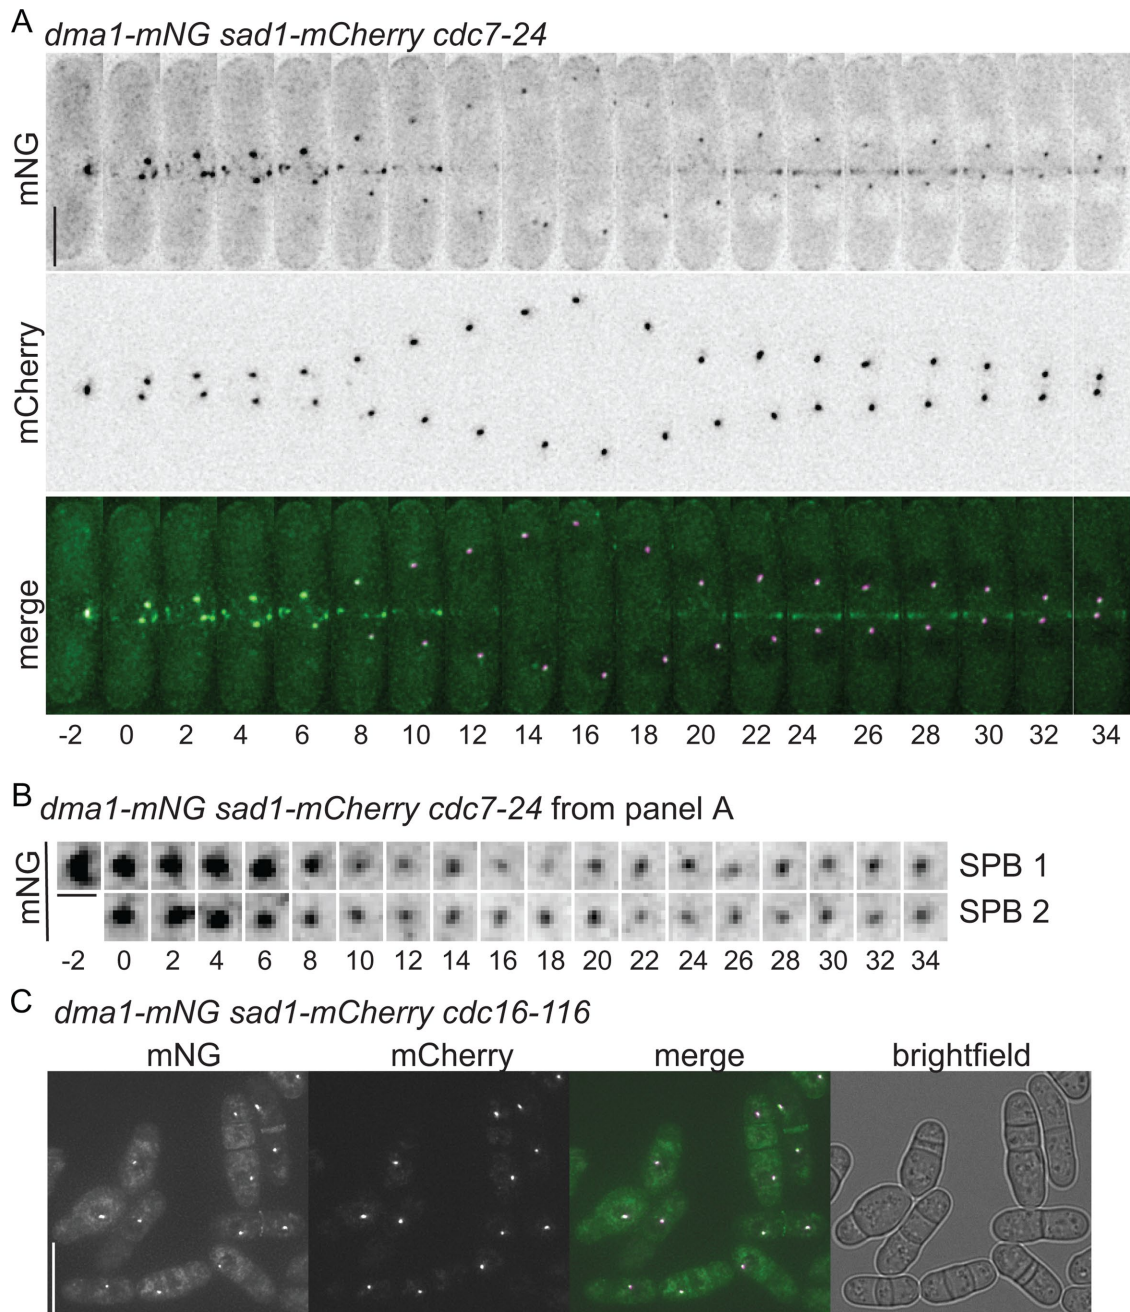 A dma1-mNG sad1-mCherry cdc7-24
mNG
mCherry
merge
-2 0 2 4 6 8 10 12 14 16 18 20 22 24 26 28 30 32 34
B dma1-mNG sad1-mCherry cdc7-24 from panel A
mNG
SPB 1
SPB 2
-2 0 2 4 6 8 10 12 14 16 18 20 22 24 26 28 30 32 34
C dma1-mNG sad1-mCherry cdc16-116
mNG mCherry merge brightfield